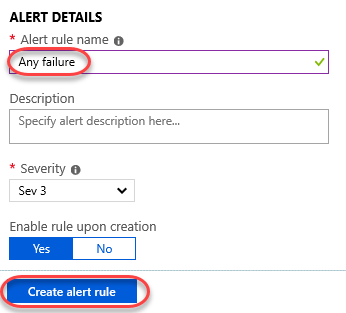 ALERT DETAILS
* Alert rule name
Any failure
Description
Specify alert description here...
* Severity
Sev 3
Enable rule upon creation
Yes No
Create alert rule